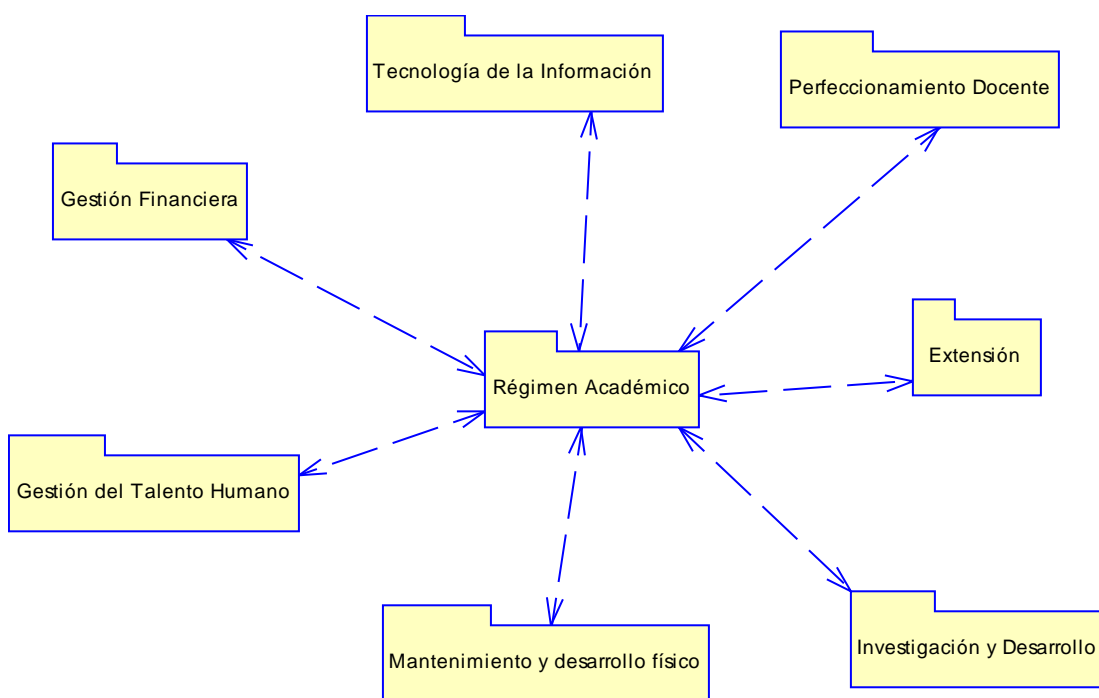 Tecnología de la Información
Perfeccionamiento Docente
Gestión Financiera
Extensión
Régimen Académico
Gestión del Talento Humano
Mantenimiento y desarrollo físico
Investigación y Desarrollo